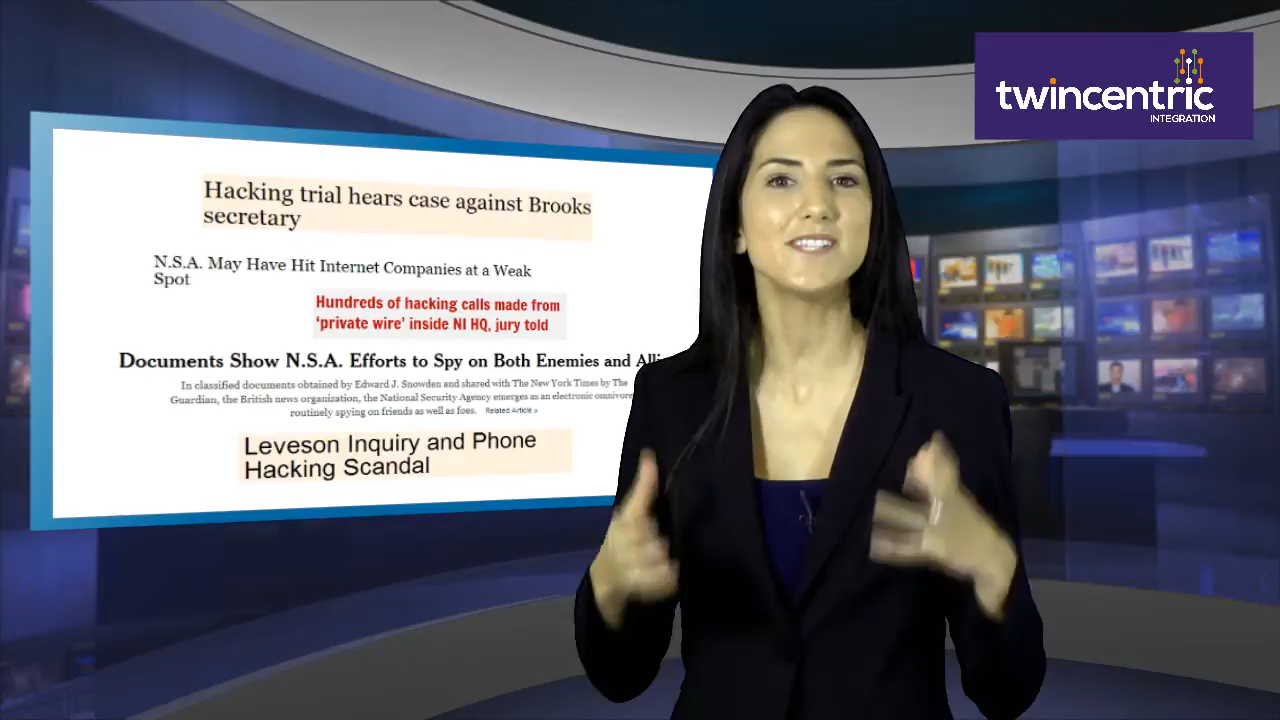 twincentric
INTEGRATION
Hacking trial hears case against Brooks
secretary
N.S.A. May Have Hit Internet Companies at a Weak
Spot
Hundreds of hacking calls made from
‘private wire’ inside NI HQ, jury told
Documents Show N.S.A. Efforts to Spy on Both Enemies and
In classified documents obtained by Edward J. Snowden and shared with The New York Times by The
Guardian, the British news organization, the National Security Agency emerges as an electronic omnivore
routinely spying on friends as well as foes. Related Article »
Leveson Inquiry and Phone
Hacking Scandal